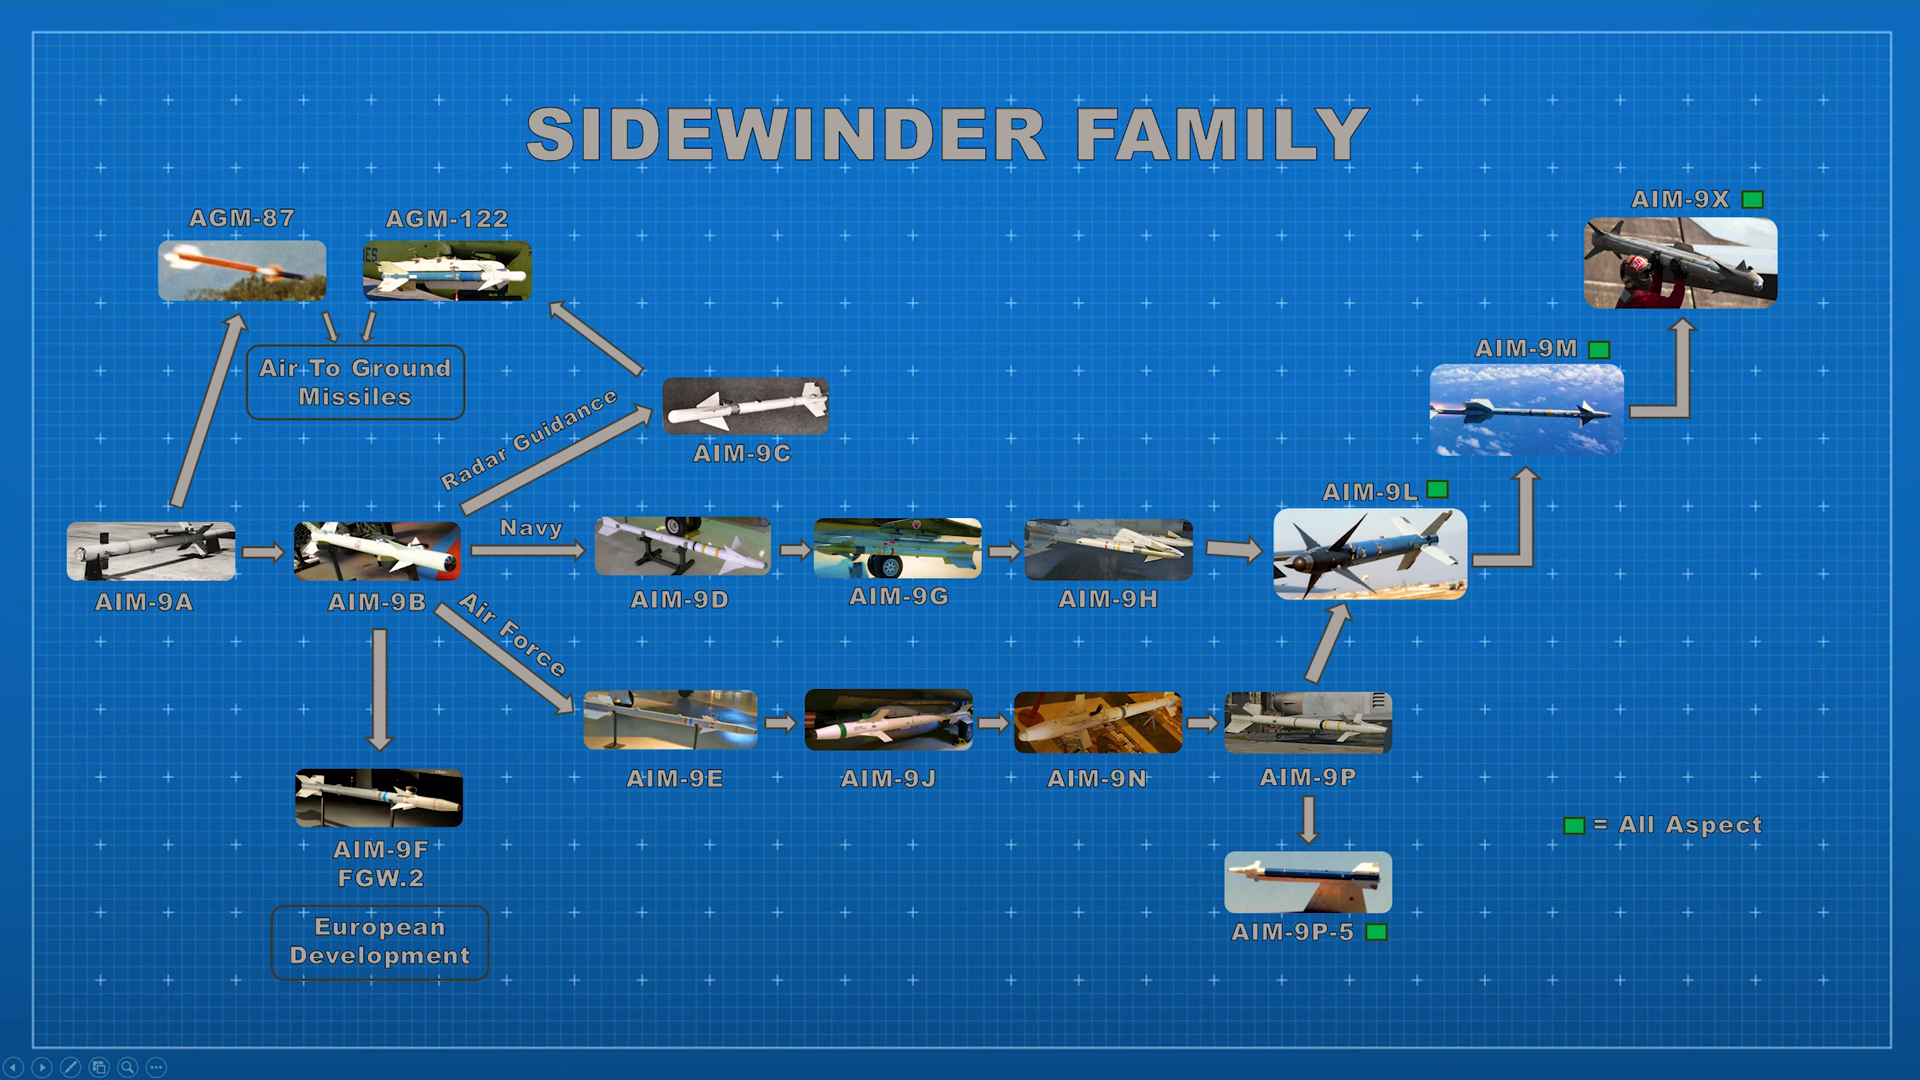 SIDEWINDER FAMILY
AIM-9X
AGM-87
AGM-122
Air To Ground
Missiles
AIM-9M
Radar Guidance
AIM-9C
AIM-9L
Navy
AIM-9A
AIM-9B
AIM-9D
AIM-9G
AIM-9H
Air Force
AIM-9E
AIM-9J
AIM-9N
AIM-9P
= All Aspect
AIM-9F
FGW.2
European
Development
AIM-9P-5